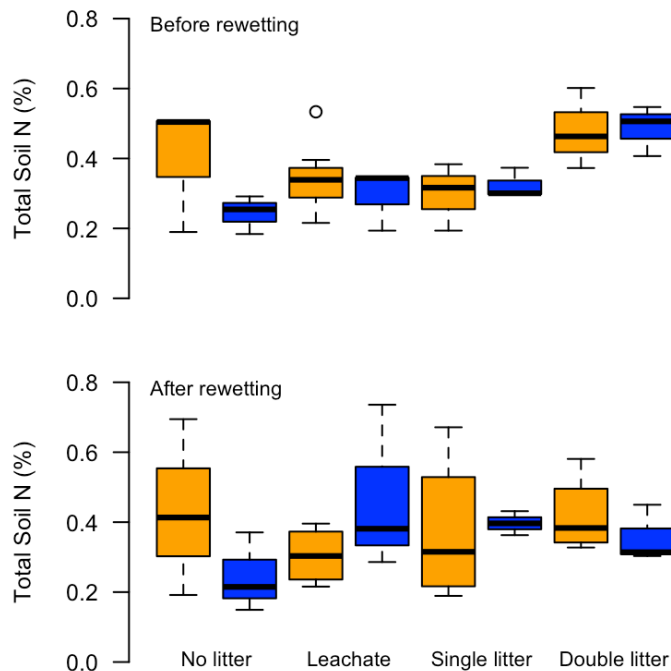 Before rewetting
Total Soil N (%)
0.8
0.6
0.4
0.2
0.0
After rewetting
Total Soil N (%)
0.8
0.6
0.4
0.2
0.0
No litter
Leachate
Single litter
Double litter